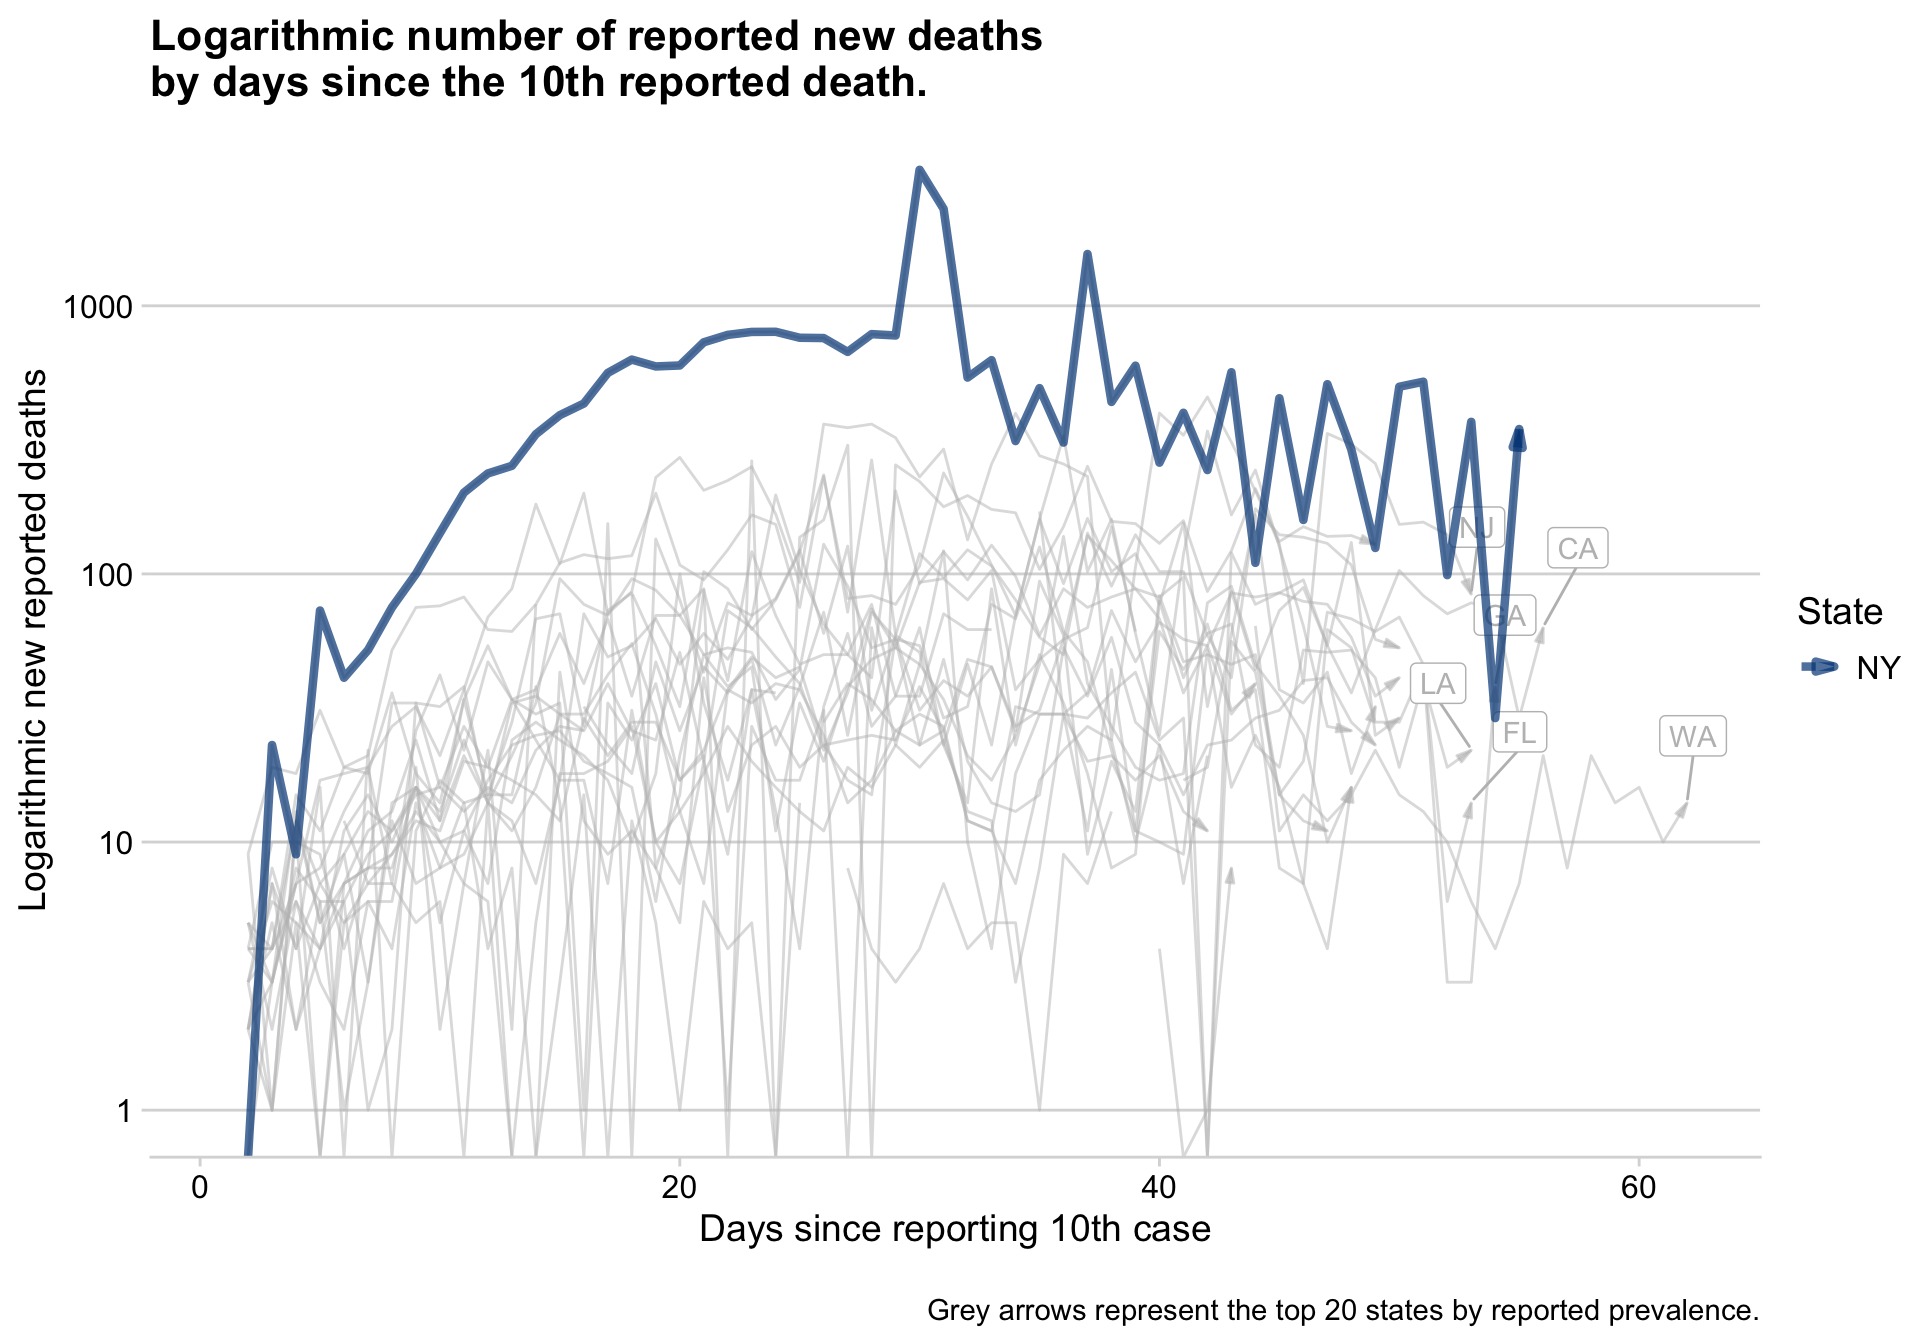 Logarithmic number of reported new deaths
by days since the 10th reported death.
Logarithmic new reported deaths
1000
100
10
1
NJ
CA
GA
LA
FL
WA
State
NY
0
20
40
60
Days since reporting 10th case
Grey arrows represent the top 20 states by reported prevalence.